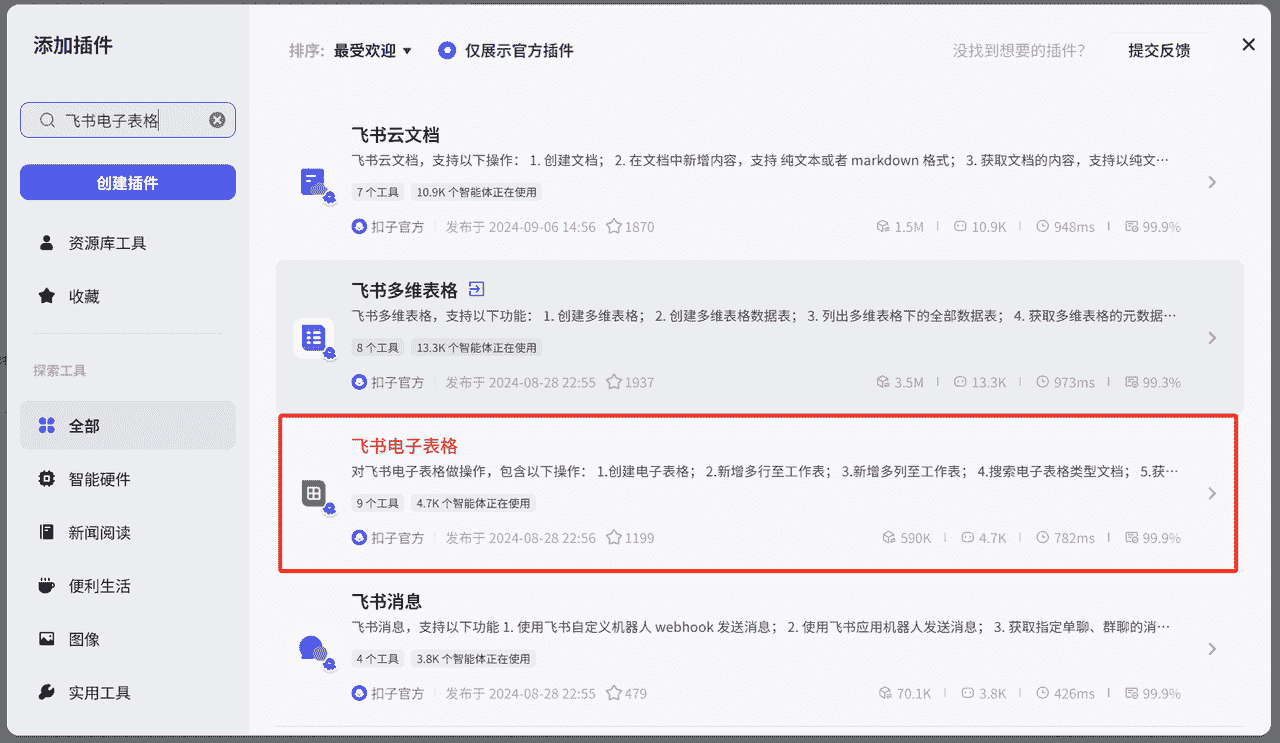 添加插件
飞书电子表格
创建插件
资源库工具
收藏
探索工具
全部
智能硬件
新闻阅读
便利生活
图像
实用工具
排序: 最受欢迎 仅展示官方插件 没找到想要的插件? 提交反馈
飞书云文档
飞书云文档，支持以下操作： 1. 创建文档； 2. 在文档中新增内容，支持 纯文本或者 markdown 格式； 3. 获取文档的内容，支持以纯文…
7 个工具 10.9K 个智能体正在使用
扣子官方 发布于 2024-09-06 14:56 1870 1.5M 10.9K 948ms 99.9%
飞书多维表格
飞书多维表格，支持以下功能： 1. 创建多维表格； 2. 创建多维表格数据表； 3. 列出多维表格下的全部数据表； 4. 获取多维表格的元数据…
8 个工具 13.3K 个智能体正在使用
扣子官方 发布于 2024-08-28 22:55 1937 3.5M 13.3K 973ms 99.3%
飞书电子表格
对飞书电子表格做操作，包含以下操作： 1.创建电子表格； 2.新增多行至工作表； 3.新增多列至工作表； 4.搜索电子表格类型文档； 5.获…
9 个工具 4.7K 个智能体正在使用
扣子官方 发布于 2024-08-28 22:56 1199 590K 4.7K 782ms 99.9%
飞书消息
飞书消息，支持以下功能 1. 使用飞书自定义机器人 webhook 发送消息； 2. 使用飞书应用机器人发送消息； 3. 获取指定单聊、群聊的消…
4 个工具 3.8K 个智能体正在使用
扣子官方 发布于 2024-08-28 22:55 479 70.1K 3.8K 426ms 99.9%